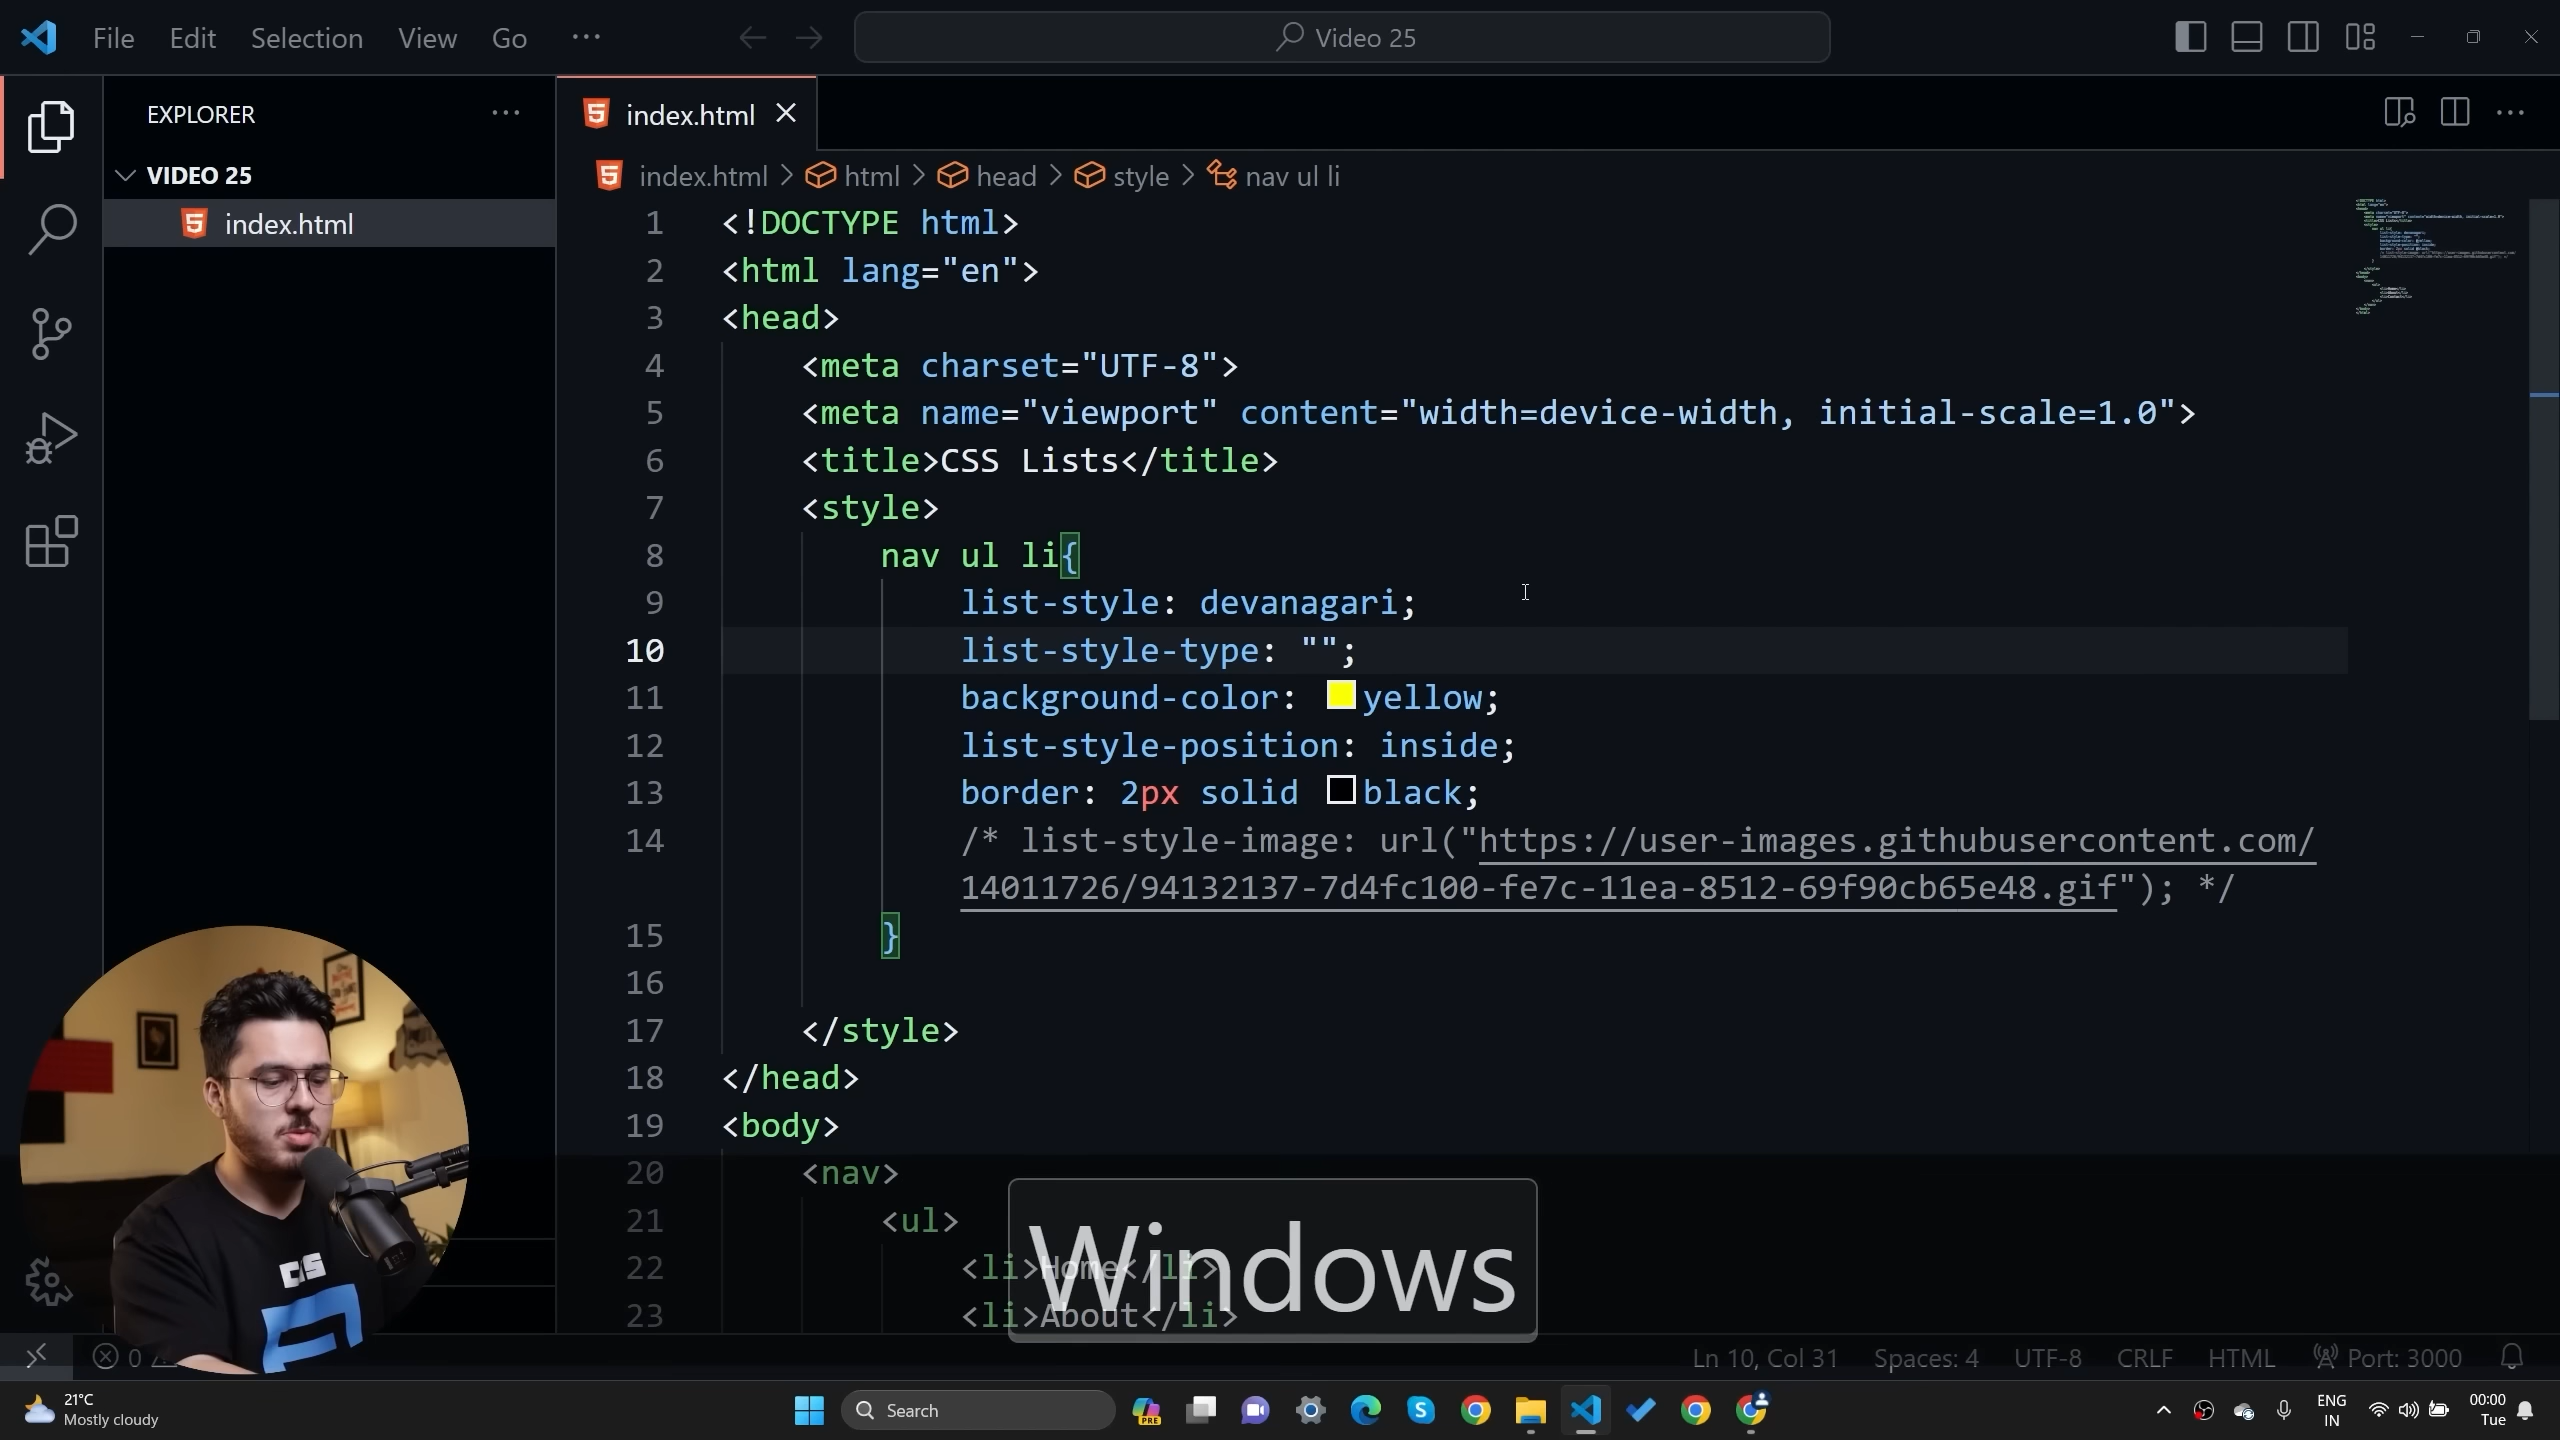 File Edit Selection View Go ···
Video 25
EXPLORER ···
VIDEO 25
index.html
index.html
index.html > html > head > style > nav ul li
1 <!DOCTYPE html>
2 <html lang="en">
3 <head>
4 <meta charset="UTF-8">
5 <meta name="viewport" content="width=device-width, initial-scale=1.0">
6 <title>CSS Lists</title>
7 <style>
8 nav ul li{
9 list-style: devanagari;
10 list-style-type: "";
11 background-color: yellow;
12 list-style-position: inside;
13 border: 2px solid black;
14 /* list-style-image: url("https://user-images.githubusercontent.com/
14011726/94132137-7d4fc100-fe7c-11ea-8512-69f90cb65e48.gif"); */
15 }
16
17 </style>
18 </head>
19 <body>
20 <nav>
21 <ul>
22 <li>Home</li>
23 <li>About</li>
Windows
0
Ln 10, Col 31 Spaces: 4 UTF-8 CRLF HTML Port: 3000
21°C
Mostly cloudy
Search
PRE
ENG
IN
00:00
Tue